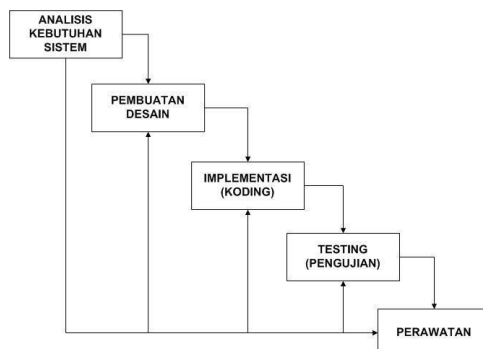 ANALISIS
KEBUTUHAN
SISTEM
PEMBUATAN
DESAIN
IMPLEMENTASI
(KODING)
TESTING
(PENGUJIAN)
PERAWATAN